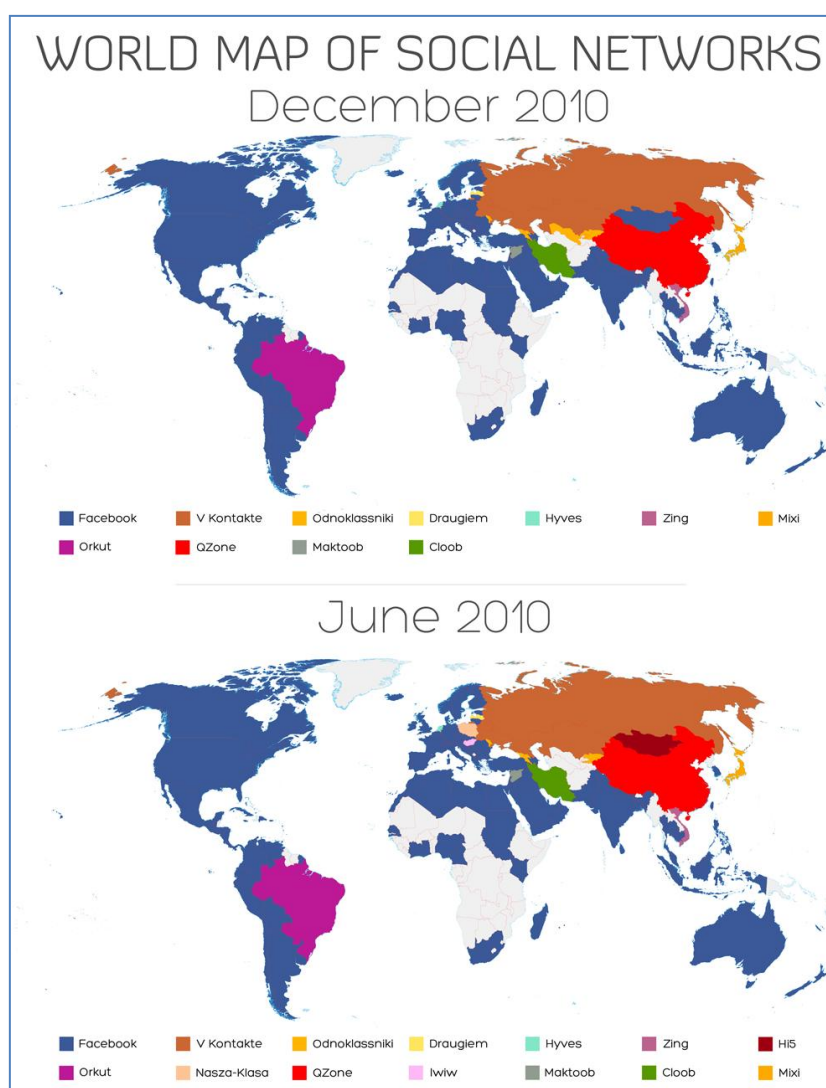 WORLD MAP OF SOCIAL NETWORKS
December 2010
Facebook V Kontakte Odnoklassniki Draugiem Hyves Zing Mixi
Orkut QZone Maktoob Cloob
June 2010
Facebook V Kontakte Odnoklassniki Draugiem Hyves Zing Hi5
Orkut Nasza-Klasa QZone Iwiw Maktoob Cloob Mixi